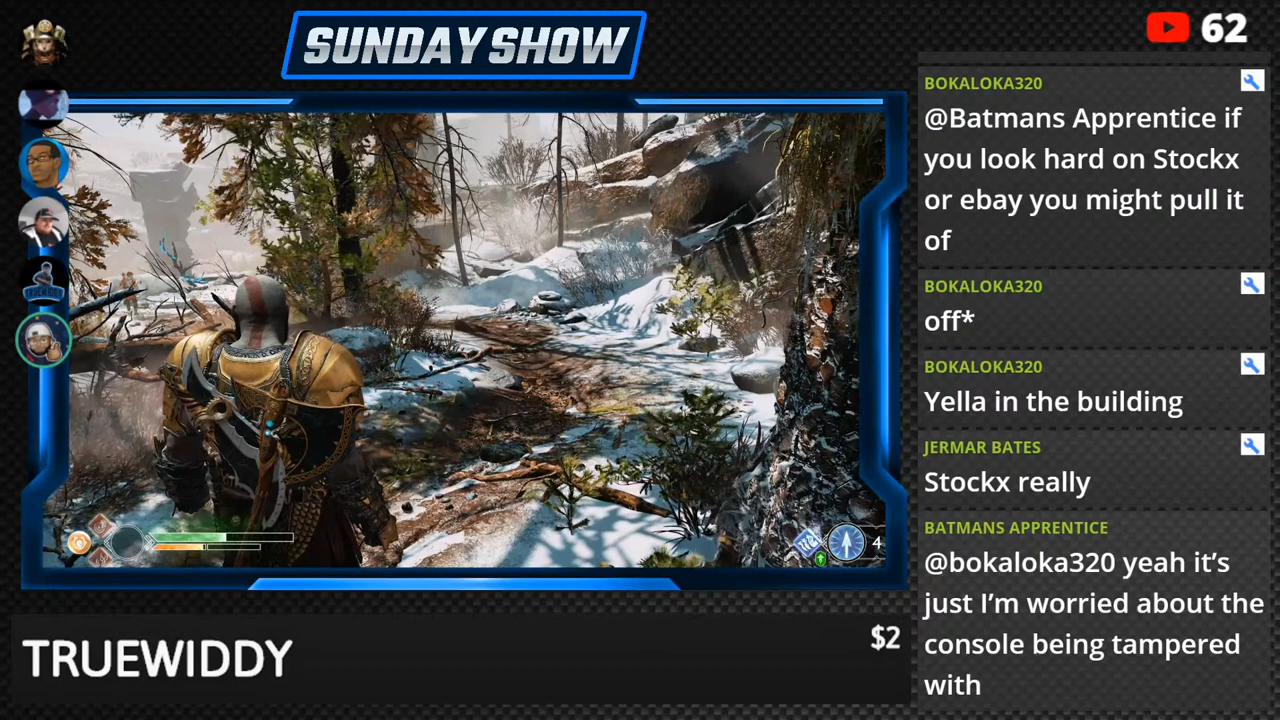 SUNDAY SHOW
62
BOKALOKA320
@Batmans Apprentice if
you look hard on Stockx
or ebay you might pull it
of
BOKALOKA320
off*
BOKALOKA320
Yella in the building
JERMAR BATES
Stockx really
BATMANS APPRENTICE
@bokaloka320 yeah it’s
just I’m worried about the
console being tampered
with
4
TRUEWIDDY
$2